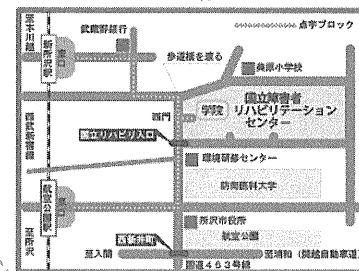 至本川越
新所沢駅
東口
武蔵野銀行
点字ブロック
歩道橋を渡る
美原小学校
西門
学院
国立障害者
リハビリテーション
センター
国立リハビリ入口
西武新宿線
環境研修センター
防衛医科大学
航空公園駅
東口
所沢市役所
航空公園
西新井町
至所沢
至入間
至浦和(関越自動車道)
国道463号線